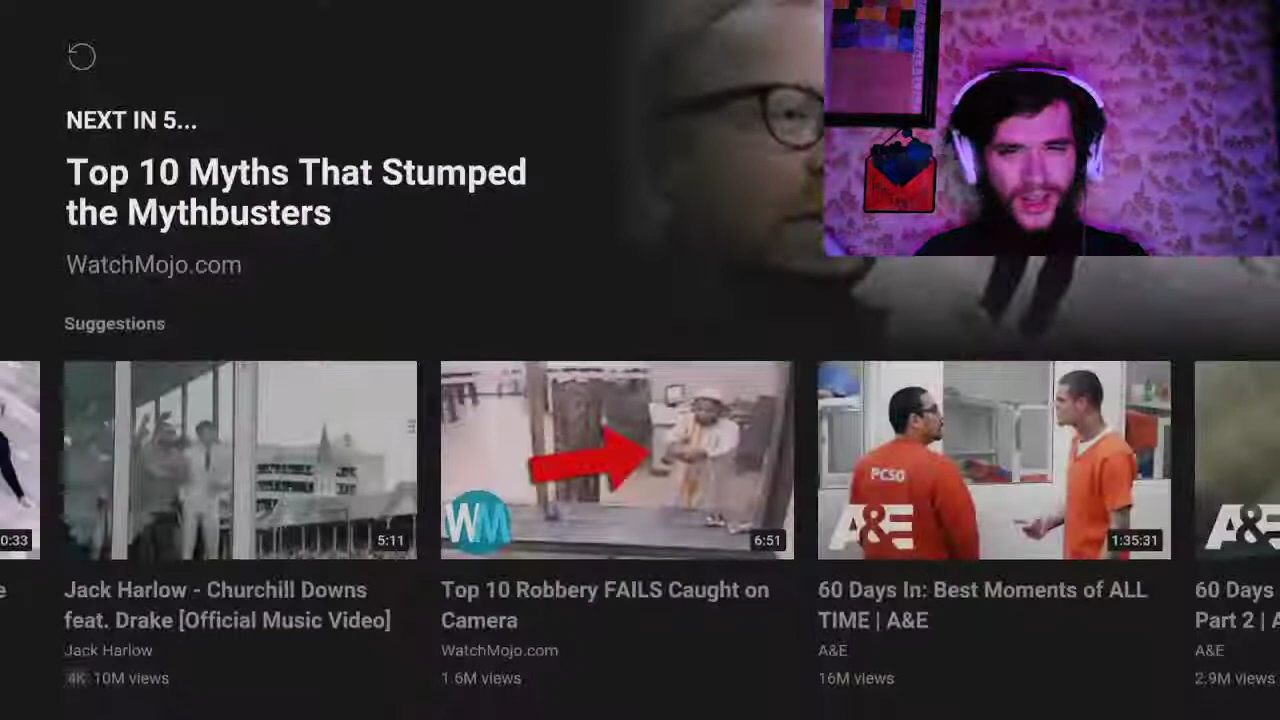 NEXT IN 5...
Top 10 Myths That Stumped
the Mythbusters
WatchMojo.com
Suggestions
0:33
5:11
WM
6:51
PCSO
A&E
1:35:31
A&E
e
Jack Harlow - Churchill Downs
feat. Drake [Official Music Video]
Jack Harlow
4K 10M views
Top 10 Robbery FAILS Caught on
Camera
WatchMojo.com
1.6M views
60 Days In: Best Moments of ALL
TIME | A&E
A&E
16M views
60 Days
Part 2 | A
A&E
2.9M views